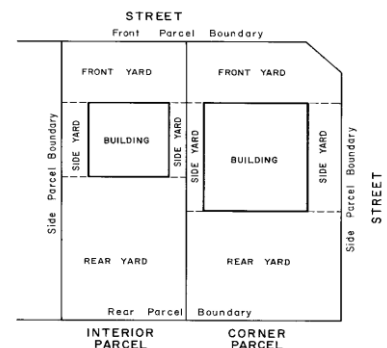 STREET
Front Parcel Boundary
FRONT YARD
FRONT YARD
Side Parcel Boundary
SIDE YARD
BUILDING
SIDE YARD
SIDE YARD
BUILDING
SIDE YARD
Side Parcel Boundary
STREET
REAR YARD
REAR YARD
Rear Parcel Boundary
INTERIOR
PARCEL
CORNER
PARCEL